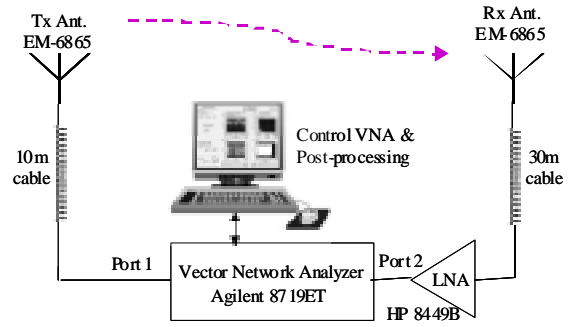 Tx Ant.
EM-6865
Rx Ant.
EM-6865
10m
cable
Control VNA &
Post-processing
30m
cable
Port 1
Vector Network Analyzer
Agilent 8719ET
Port 2
LNA
HP 8449B